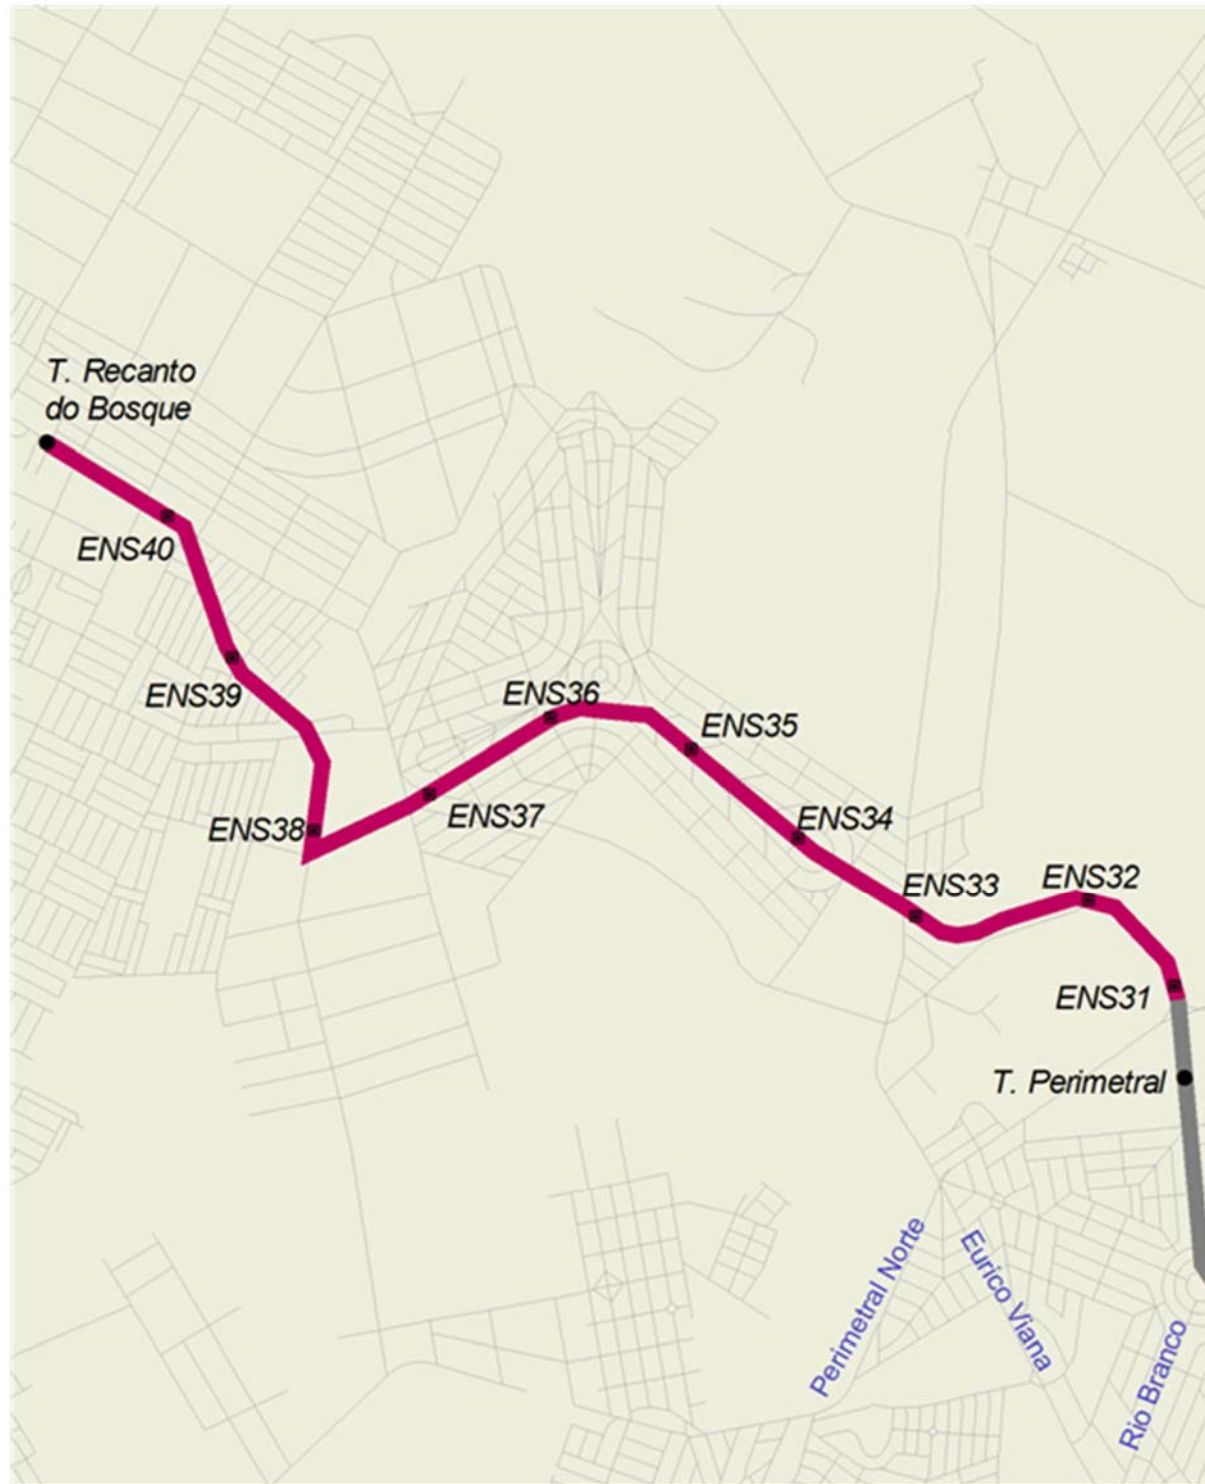 T. Recanto
do Bosque
ENS40
ENS39
ENS36
ENS35
ENS37
ENS38
ENS34
ENS33
ENS32
ENS31
T. Perimetral
Perimetral Norte
Eurico Viana
Rio Branco